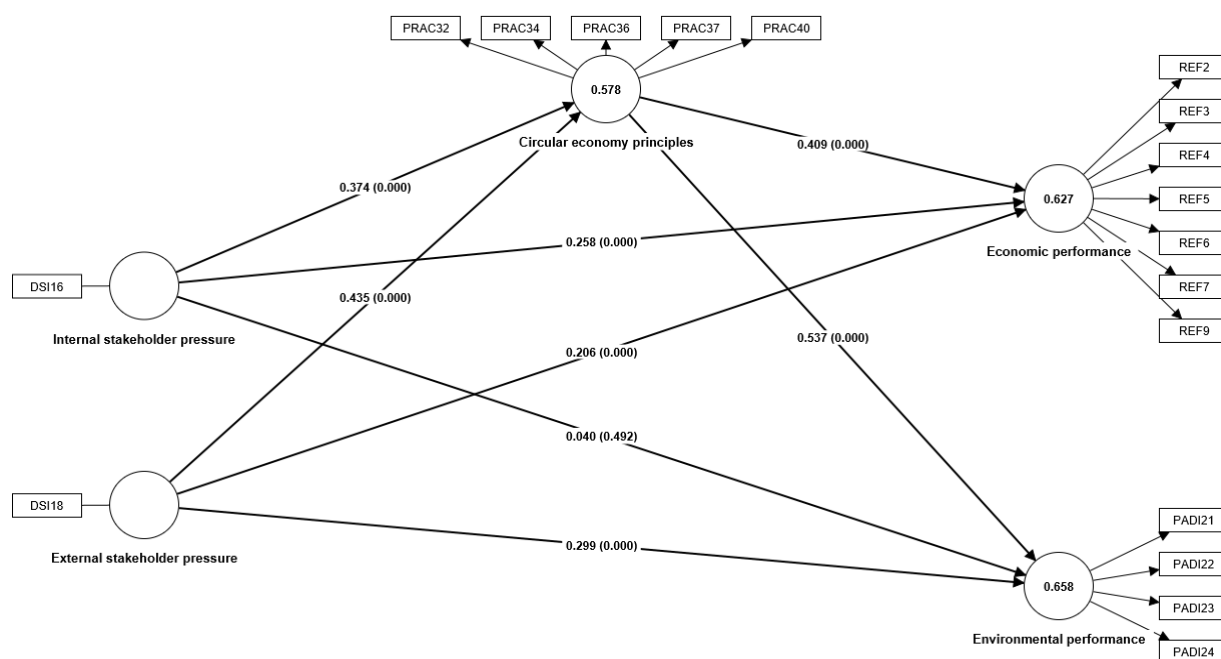 PRAC32
PRAC34
PRAC36
PRAC37
PRAC40
REF2
0.578
REF3
Circular economy principles
0.409 (0.000)
REF4
0.374 (0.000)
0.627
REF5
0.258 (0.000)
REF6
Economic performance
DSI16
REF7
0.435 (0.000)
Internal stakeholder pressure
REF9
0.206 (0.000)
0.537 (0.000)
0.040 (0.492)
DSI18
PADI21
0.299 (0.000)
External stakeholder pressure
PADI22
0.658
PADI23
Environmental performance
PADI24